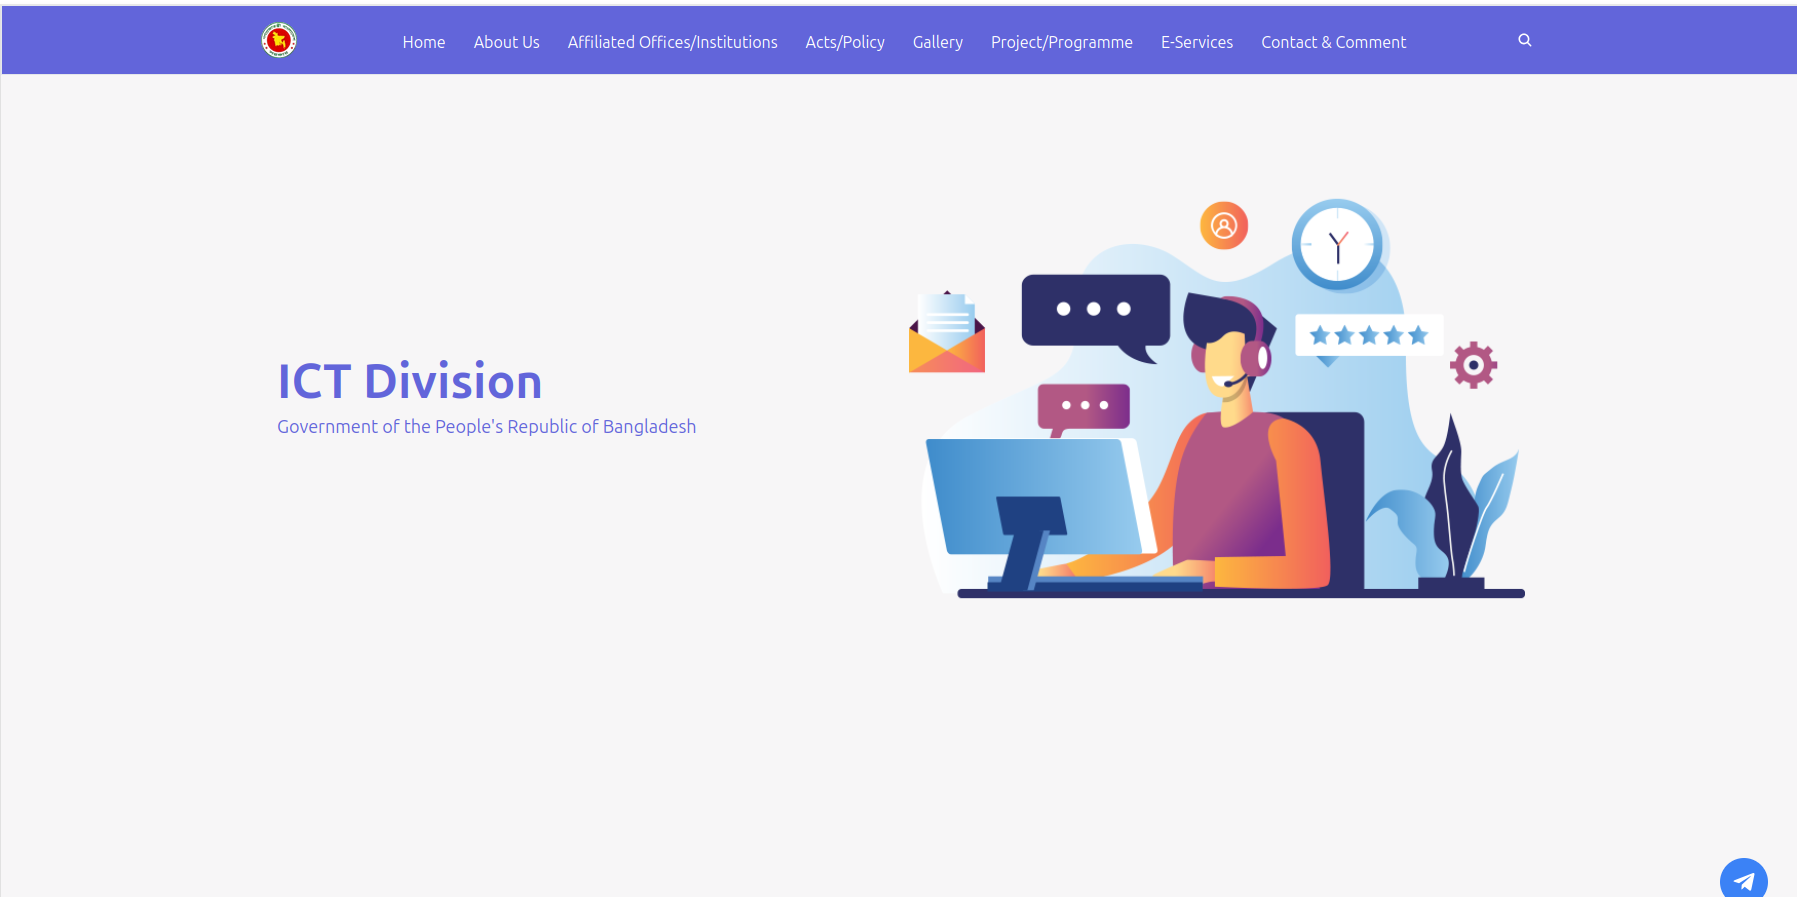 Home About Us Affiliated Offices/Institutions Acts/Policy Gallery Project/Programme E-Services Contact & Comment
ICT Division
Government of the People's Republic of Bangladesh